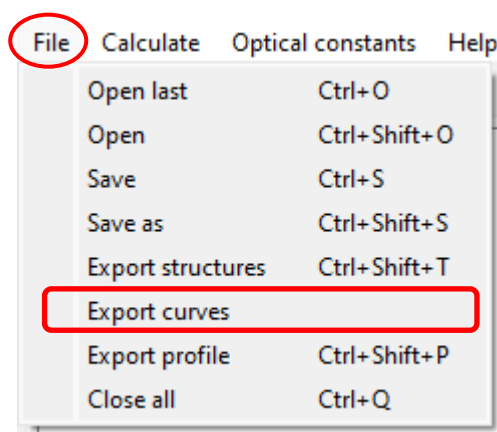 File Calculate Optical constants Help
Open last Ctrl+O
Open Ctrl+Shift+O
Save Ctrl+S
Save as Ctrl+Shift+S
Export structures Ctrl+Shift+T
Export curves
Export profile Ctrl+Shift+P
Close all Ctrl+Q